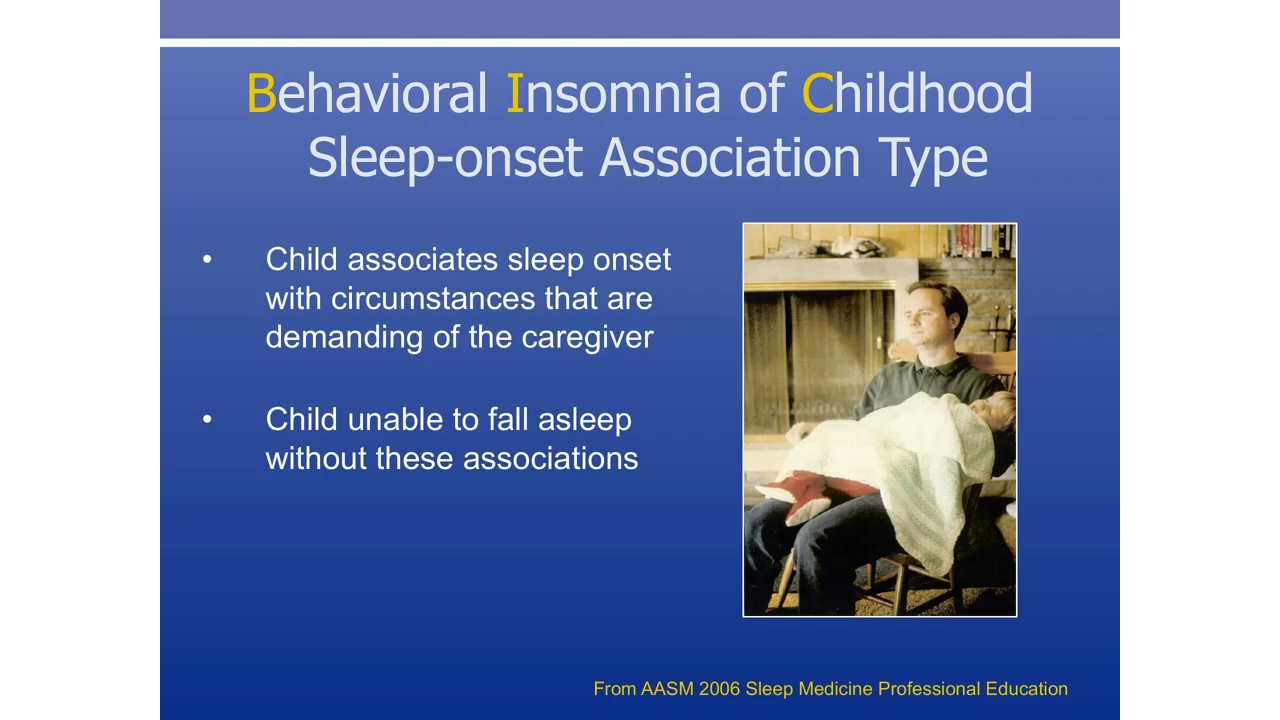 Behavioral Insomnia of Childhood
Sleep-onset Association Type
• Child associates sleep onset
with circumstances that are
demanding of the caregiver
• Child unable to fall asleep
without these associations
From AASM 2006 Sleep Medicine Professional Education